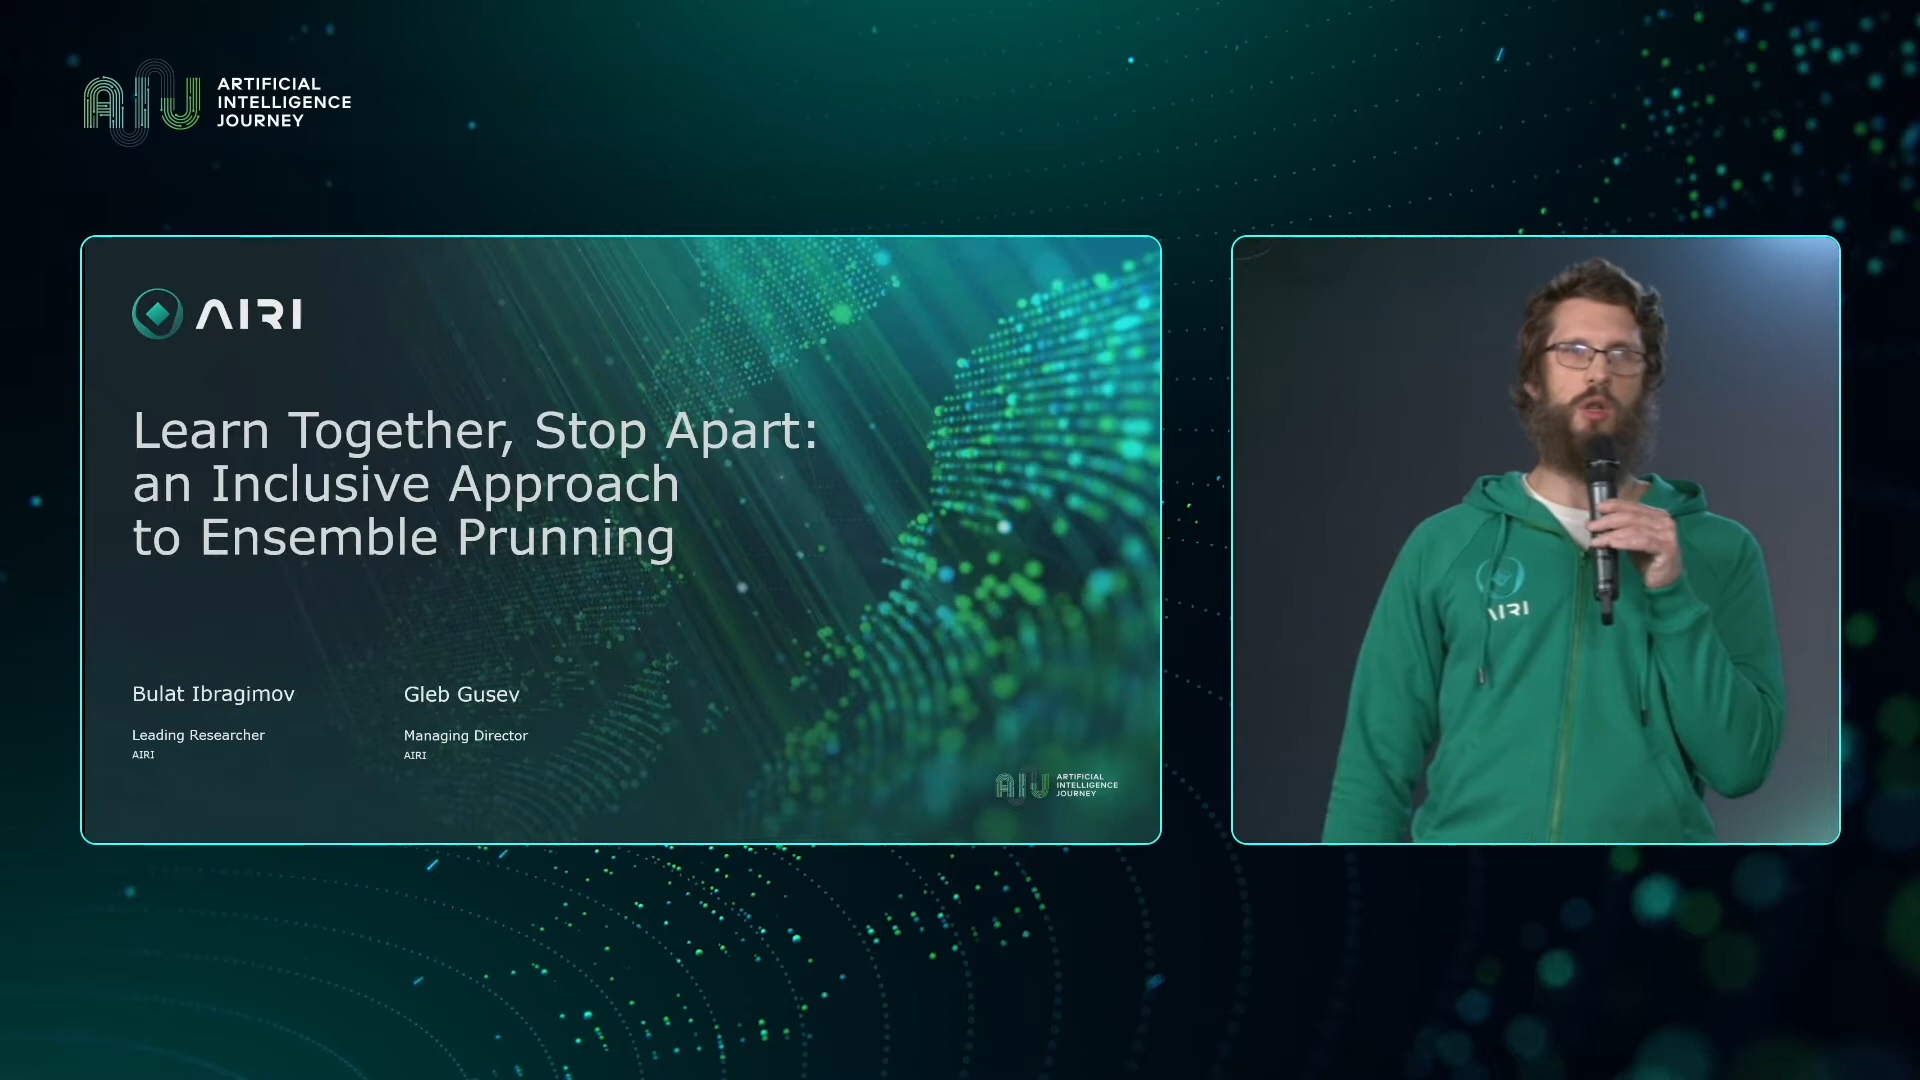 ARTIFICIAL
INTELLIGENCE
JOURNEY
AIRI
Learn Together, Stop Apart:
an Inclusive Approach
to Ensemble Prunning
Bulat Ibragimov
Leading Researcher
AIRI
Gleb Gusev
Managing Director
AIRI
ARTIFICIAL
INTELLIGENCE
JOURNEY
AIRI